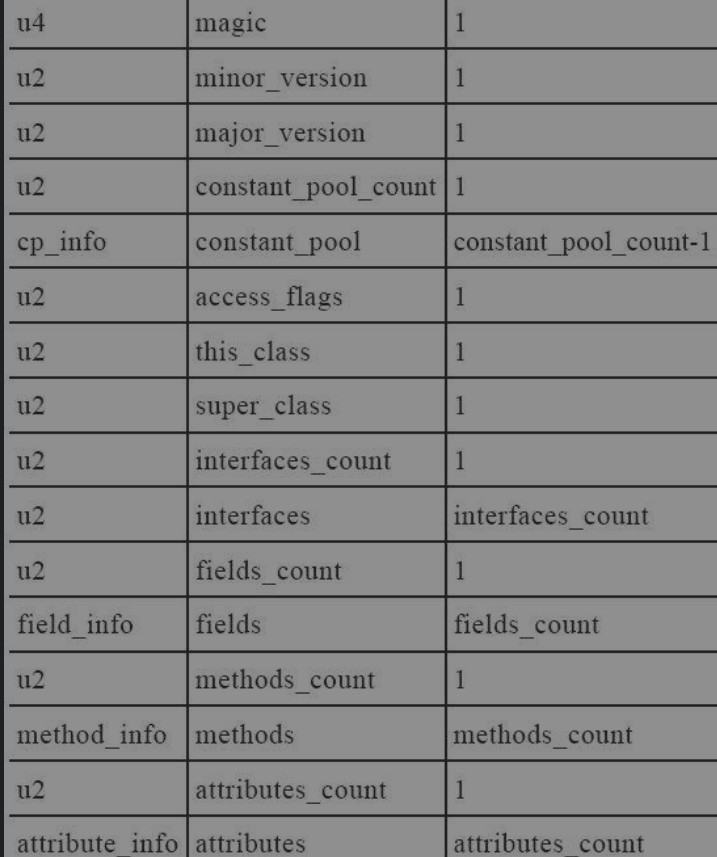 u4 magic 1
u2 minor_version 1
u2 major_version 1
u2 constant_pool_count 1
cp_info constant_pool constant_pool_count-1
u2 access_flags 1
u2 this_class 1
u2 super_class 1
u2 interfaces_count 1
u2 interfaces interfaces_count
u2 fields_count 1
field_info fields fields_count
u2 methods_count 1
method_info methods methods_count
u2 attributes_count 1
attribute_info attributes attributes_count